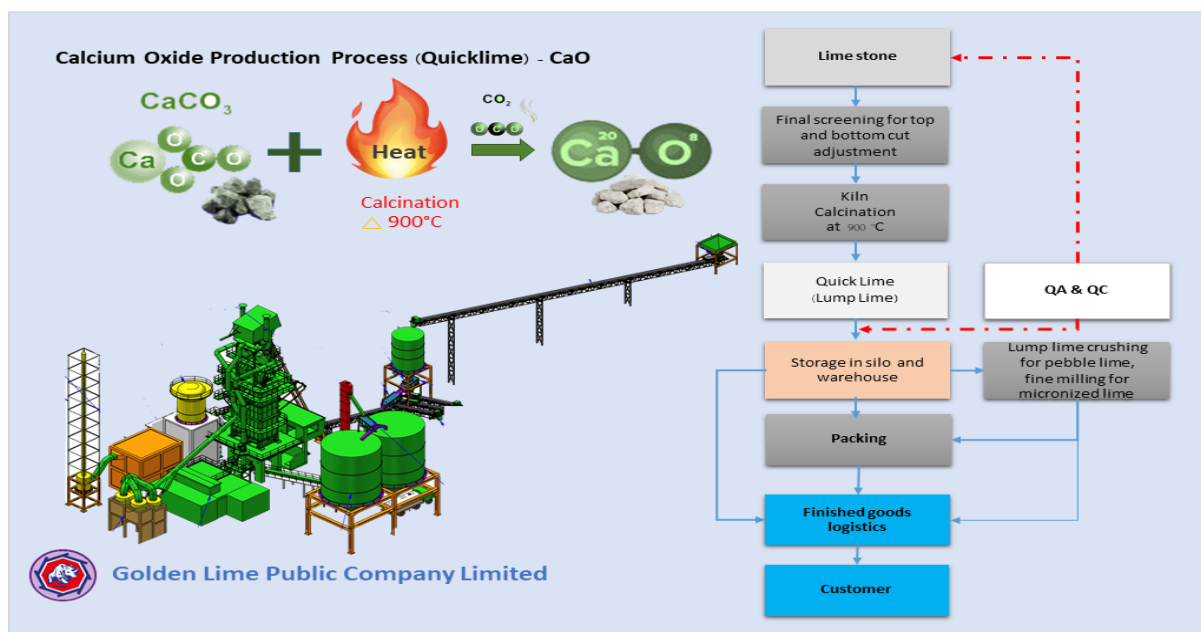 Calcium Oxide Production Process (Quicklime) - CaO
CaCO₃
Ca
O
C
O
O
Heat
Calcination
△ 900°C
CO₂
O
C
O
20
Ca
8
O
Golden Lime Public Company Limited
Lime stone
Final screening for top
and bottom cut
adjustment
Kiln
Calcination
at 900 °C
Quick Lime
(Lump Lime)
QA & QC
Storage in silo and
warehouse
Lump lime crushing
for pebble lime,
fine milling for
micronized lime
Packing
Finished goods
logistics
Customer